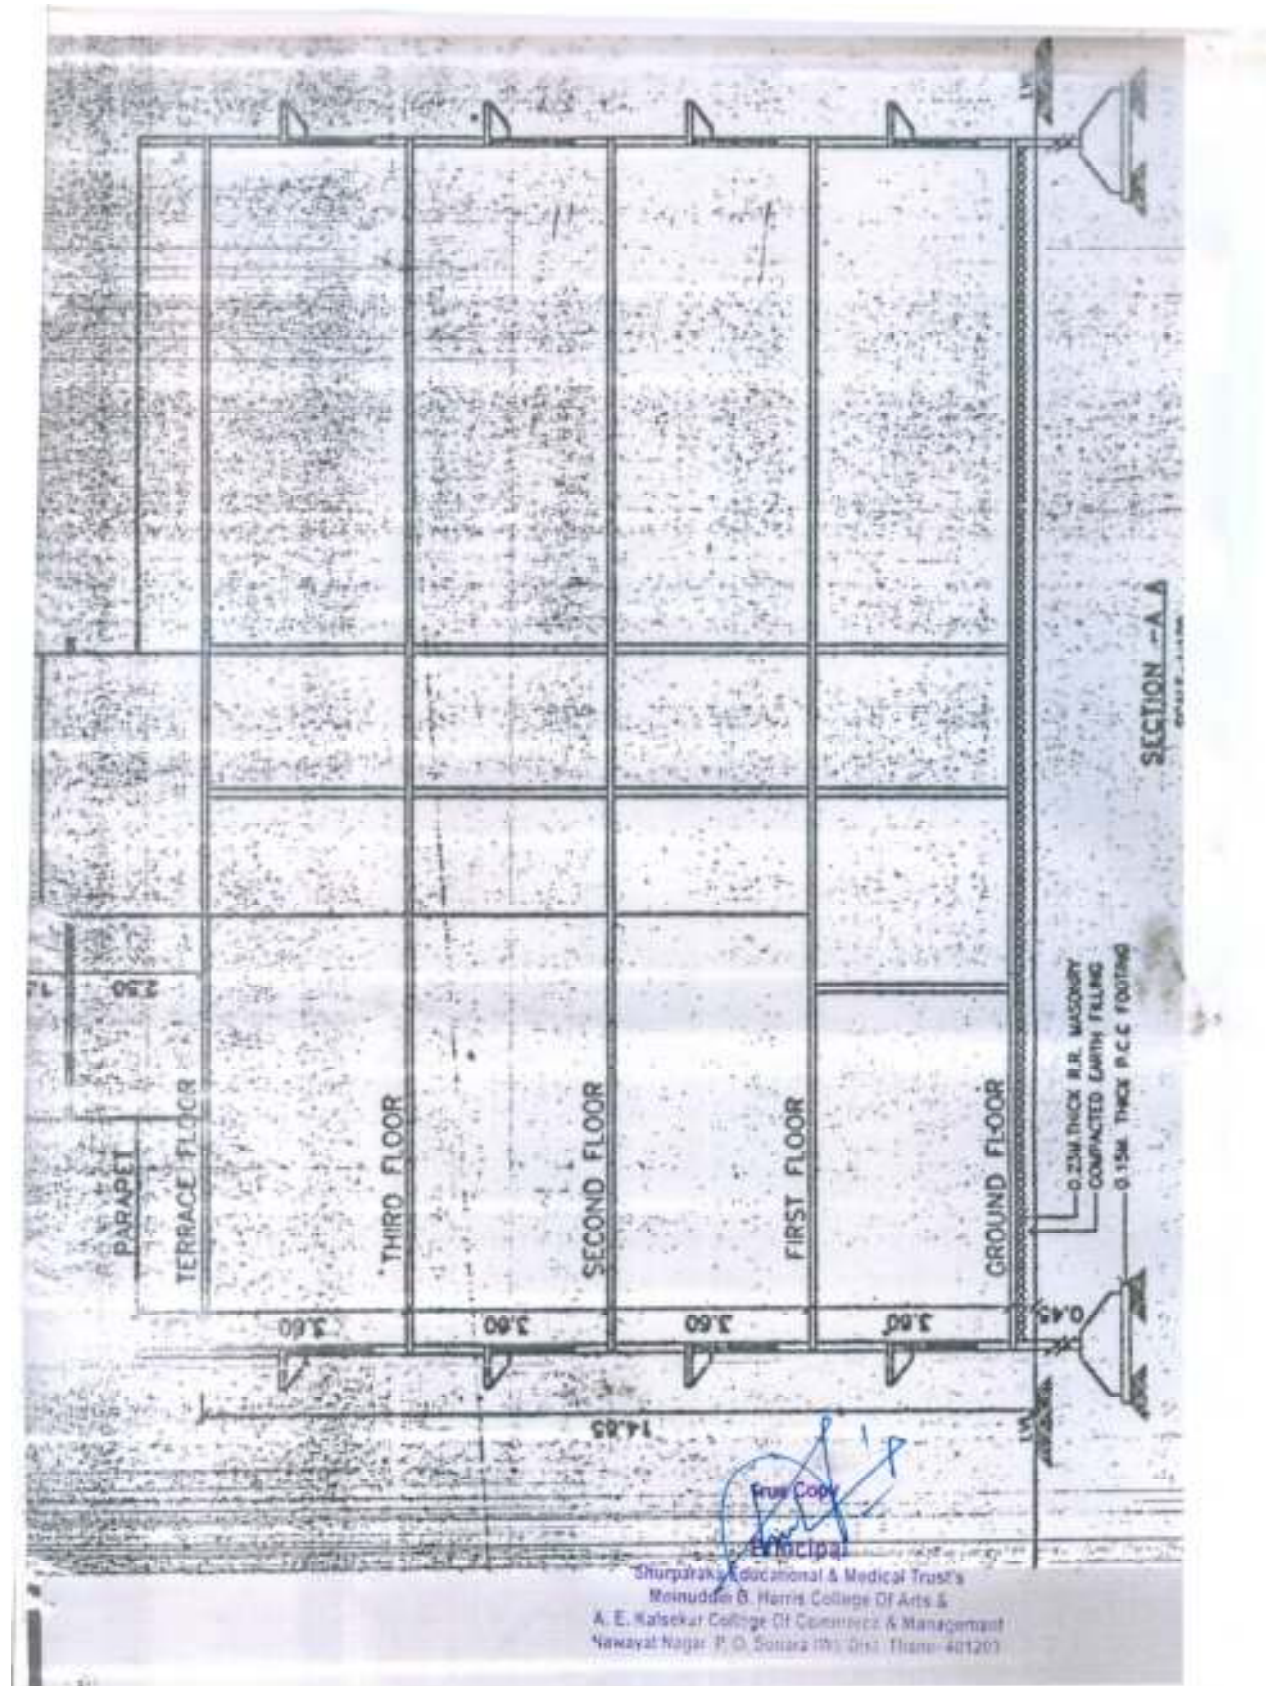 PARAPET
TERRACE FLOOR
THIRD FLOOR
SECOND FLOOR
FIRST FLOOR
GROUND FLOOR
2.50
3.60
3.60
3.60
3.60
0.45
14.85
0.23M THICK R.R. MASONRY
COMPACTED EARTH FILLING
0.15M THICK P.C.C FOOTING
SECTION -A A
True Copy
Principal
Shurparaka Educational & Medical Trust's
Moinuddin B. Harris College Of Arts &
A. E. Kalsekar College Of Commerce & Management
Nawayat Nagar P. O. Dist. Thane- 401203